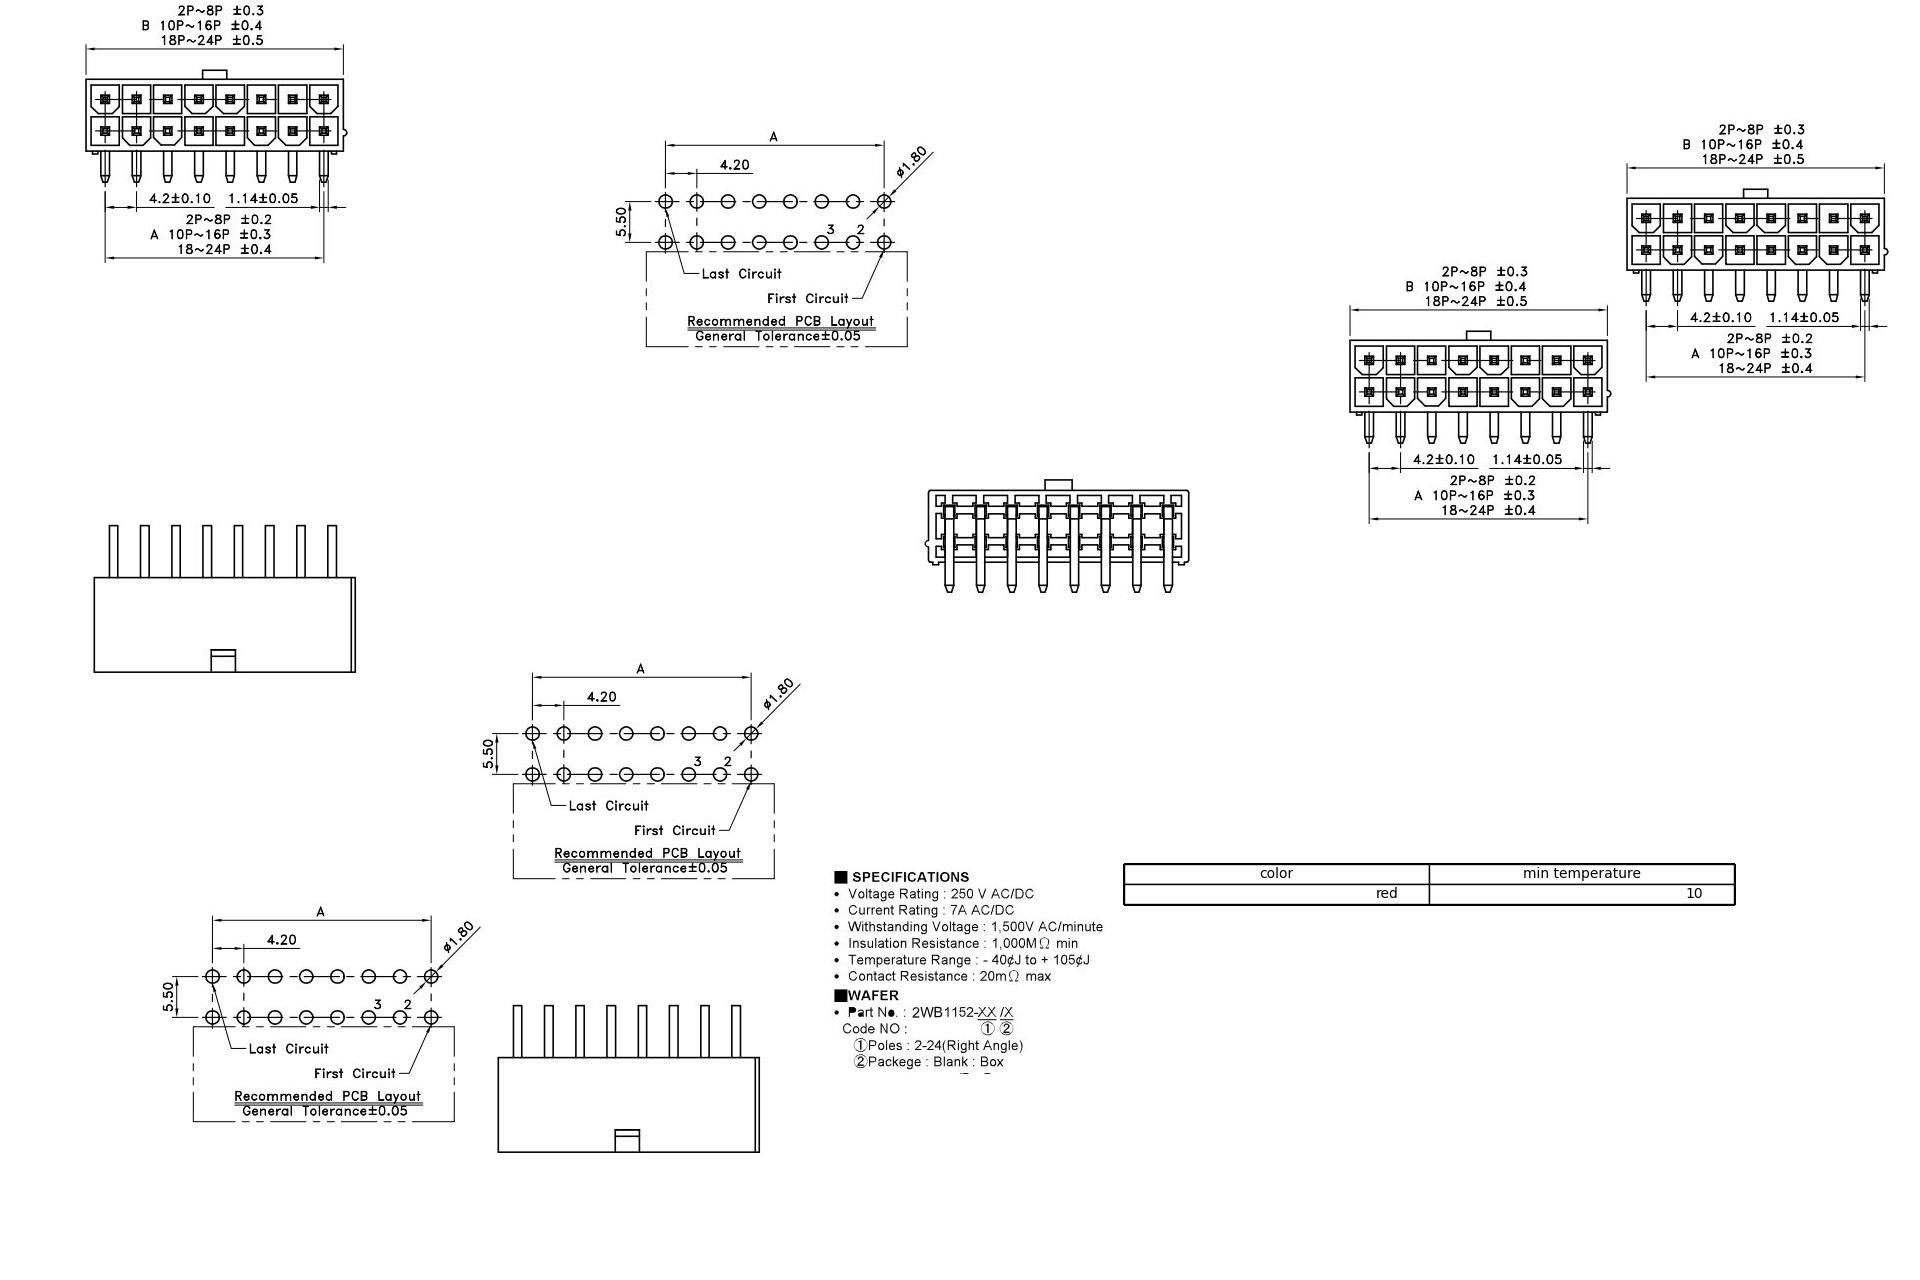 2P~8P ±0.3
B 10P~16P ±0.4
18P~24P ±0.5
4.2±0.10 1.14±0.05
2P~8P ±0.2
A 10P~16P ±0.3
18~24P ±0.4
A
4.20
ø1.80
5.50
3 2
Last Circuit
First Circuit
Recommended PCB Layout
General Tolerance±0.05
2P~8P ±0.3
B 10P~16P ±0.4
18P~24P ±0.5
4.2±0.10 1.14±0.05
2P~8P ±0.2
A 10P~16P ±0.3
18~24P ±0.4
2P~8P ±0.3
B 10P~16P ±0.4
18P~24P ±0.5
4.2±0.10 1.14±0.05
2P~8P ±0.2
A 10P~16P ±0.3
18~24P ±0.4
A
4.20
ø1.80
5.50
3 2
Last Circuit
First Circuit
Recommended PCB Layout
General Tolerance±0.05
A
4.20
ø1.80
5.50
3 2
Last Circuit
First Circuit
Recommended PCB Layout
General Tolerance±0.05
■ SPECIFICATIONS
• Voltage Rating : 250 V AC/DC
• Current Rating : 7A AC/DC
• Withstanding Voltage : 1,500V AC/minute
• Insulation Resistance : 1,000MΩ min
• Temperature Range : - 40¢J to + 105¢J
• Contact Resistance : 20mΩ max
■WAFER
• Part No. : 2WB1152-XX /X
Code NO : ① ②
①Poles : 2-24(Right Angle)
②Packege : Blank : Box
color min temperature
red 10